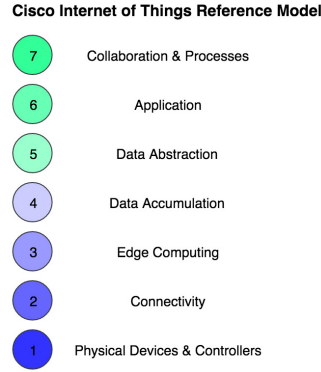 Cisco Internet of Things Reference Model
7 Collaboration & Processes
6 Application
5 Data Abstraction
4 Data Accumulation
3 Edge Computing
2 Connectivity
1 Physical Devices & Controllers